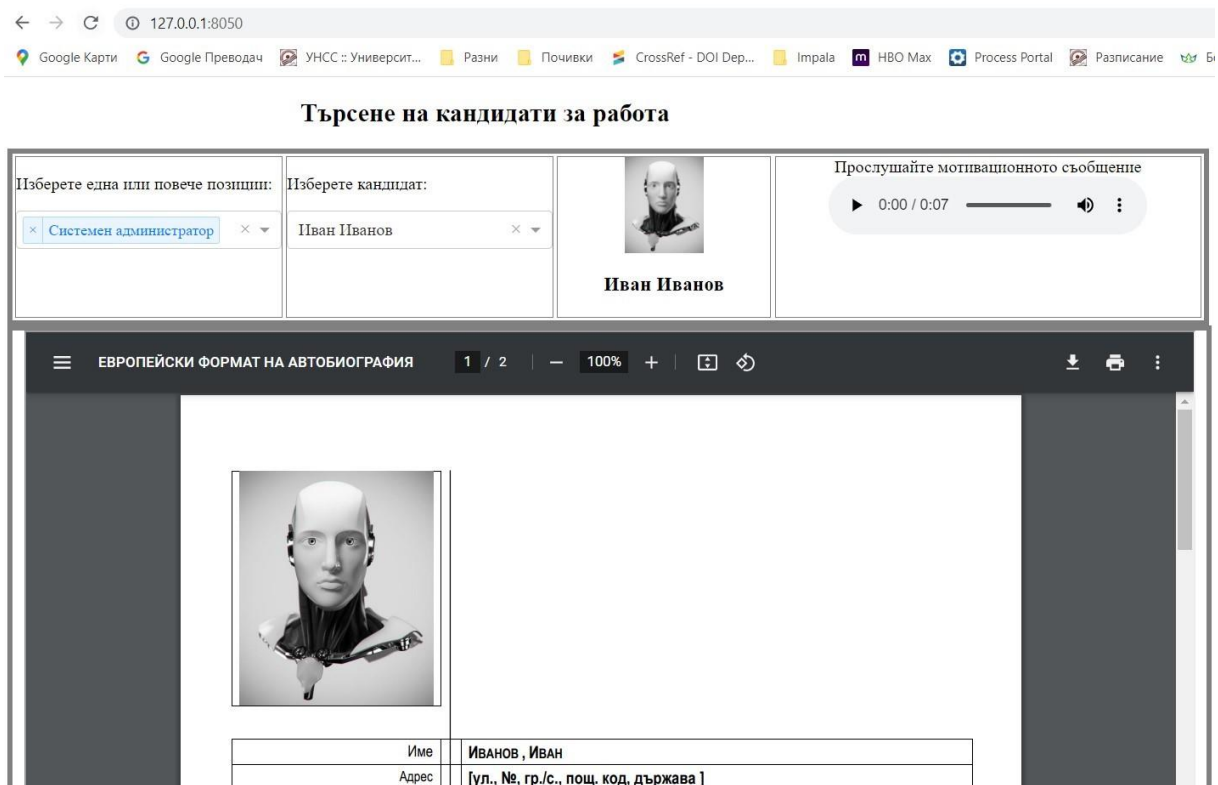 127.0.0.1:8050
Google Карти Google Преводач УНСС :: Университ... Разни Почивки CrossRef - DOI Dep... Impala HBO Max Process Portal Разписание
Търсене на кандидати за работа
Изберете една или повече позиции:
× Системен администратор ×
Изберете кандидат:
Иван Иванов ×
Иван Иванов
Прослушайте мотивационното съобщение
0:00 / 0:07
ЕВРОПЕЙСКИ ФОРМАТ НА АВТОБИОГРАФИЯ 1 / 2 — 100% +
Име ИВАНОВ , ИВАН
Адрес [ул., №, гр./с., пощ. код, държава ]